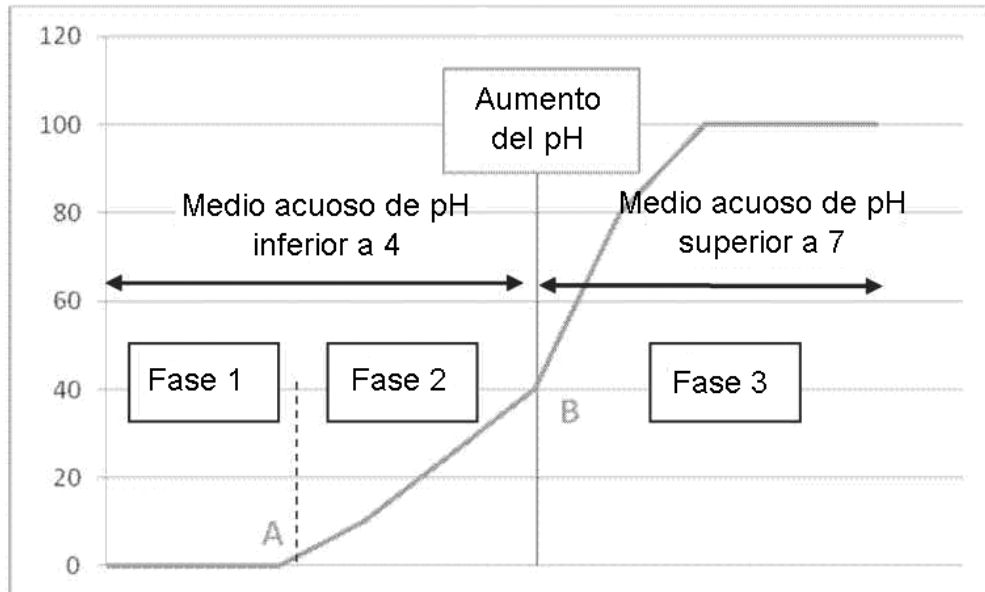 120
100
80
60
40
20
0
Aumento
del pH
Medio acuoso de pH
inferior a 4
Medio acuoso de pH
superior a 7
Fase 1
Fase 2
Fase 3
A
B